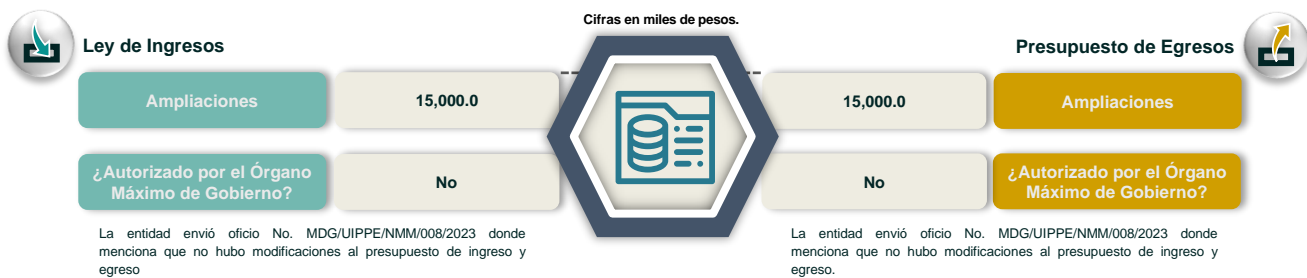 Cifras en miles de pesos.
Ley de Ingresos
Presupuesto de Egresos
Ampliaciones
15,000.0
15,000.0
Ampliaciones
¿Autorizado por el Órgano
Máximo de Gobierno?
No
No
¿Autorizado por el Órgano
Máximo de Gobierno?
La entidad envió oficio No. MDG/UIPPE/NMM/008/2023 donde
menciona que no hubo modificaciones al presupuesto de ingreso y
egreso
La entidad envió oficio No. MDG/UIPPE/NMM/008/2023 donde
menciona que no hubo modificaciones al presupuesto de ingreso y
egreso.